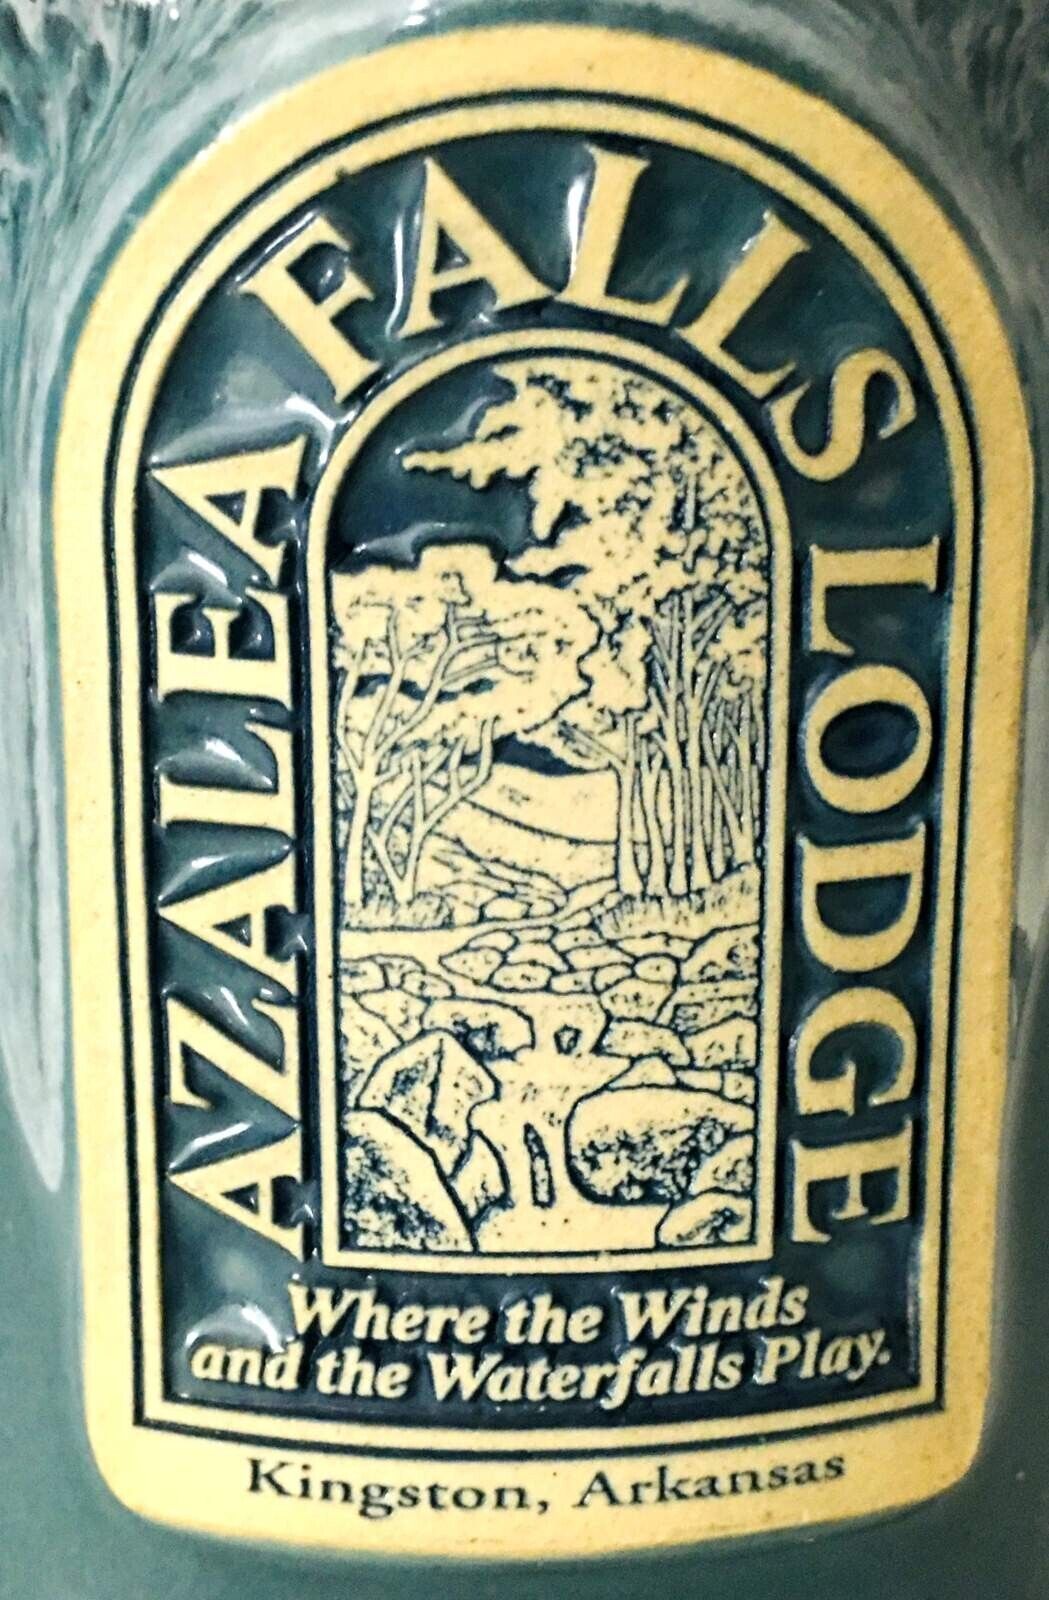 AZALEA FALLS LODGE
Where the Winds
and the Waterfalls Play.
Kingston, Arkansas